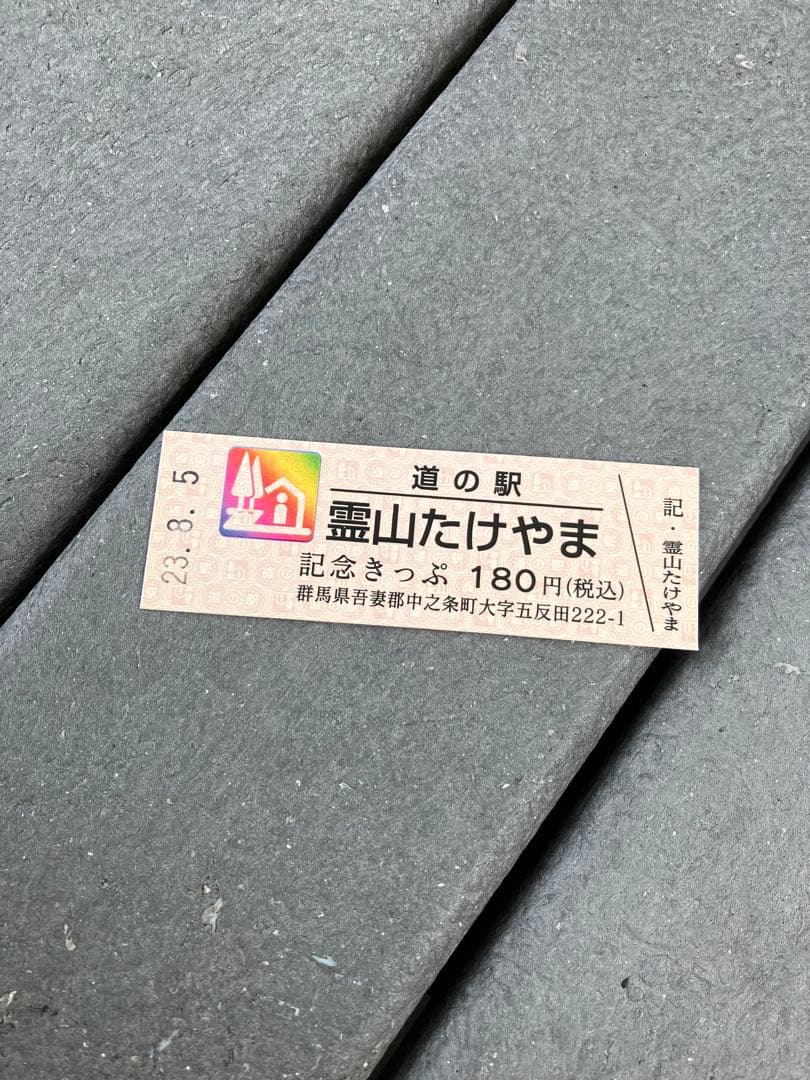 23.8.5
道の駅
霊山たけやま
記念きっぷ 180円(税込)
群馬県吾妻郡中之条町大字五反田222-1
記・霊山たけやま